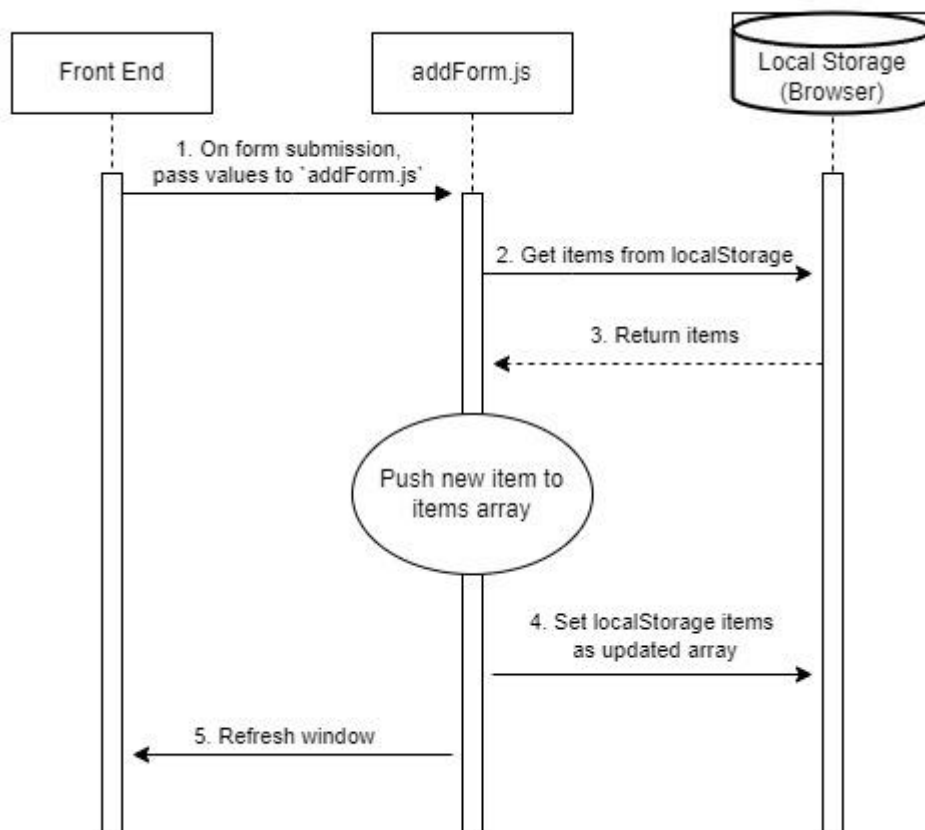 Front End
addForm.js
Local Storage
(Browser)
1. On form submission,
pass values to `addForm.js`
2. Get items from localStorage
3. Return items
Push new item to
items array
4. Set localStorage items
as updated array
5. Refresh window